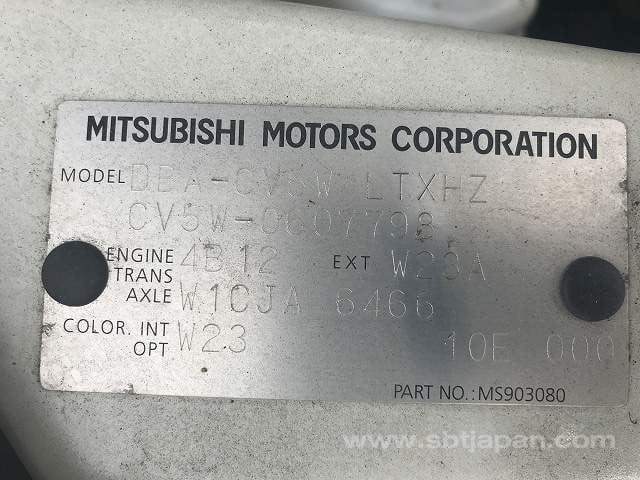 MITSUBISHI MOTORS CORPORATION
MODEL DBA-CV5W LTXHZ
CV5W-0607798
ENGINE 4B12 EXT W23A
TRANS
AXLE W1CJA 6466
COLOR. INT W23
OPT 10E 000
PART NO.:MS903080
www.sbtjapan.com